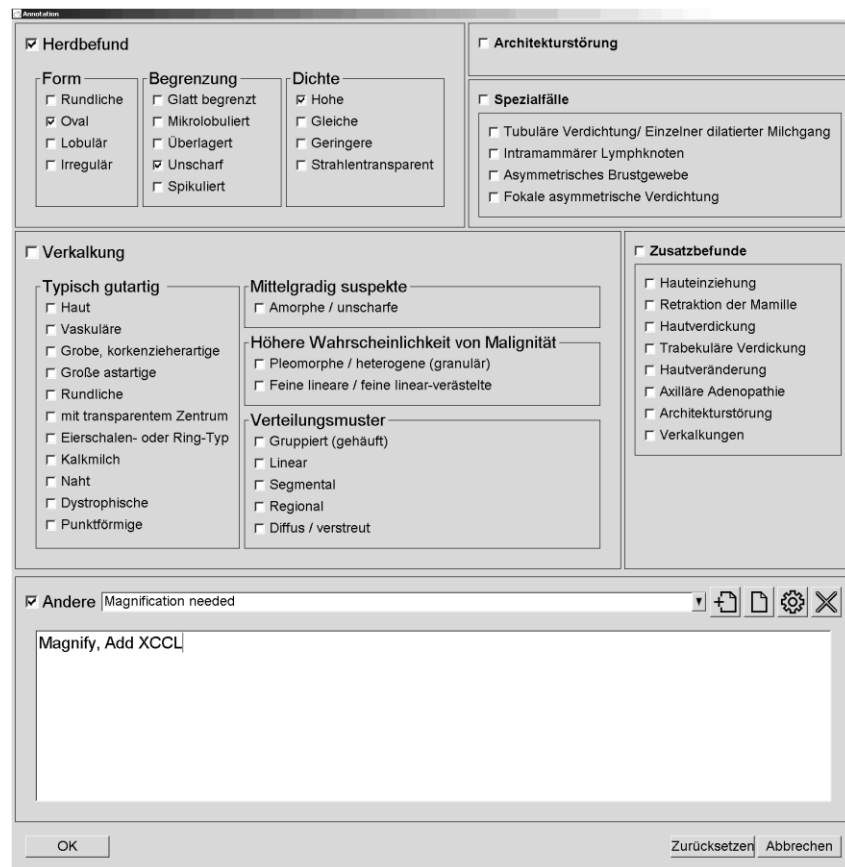 Annotation
Herdbefund
Form
Rundliche
Oval
Lobulär
Irregulär
Begrenzung
Glatt begrenzt
Mikrolobuliert
Überlagert
Unscharf
Spikuliert
Dichte
Hohe
Gleiche
Geringere
Strahlentransparent
Architekturstörung
Spezialfälle
Tubuläre Verdichtung/ Einzelner dilatierter Milchgang
Intramammärer Lymphknoten
Asymmetrisches Brustgewebe
Fokale asymmetrische Verdichtung
Verkalkung
Typisch gutartig
Haut
Vaskuläre
Grobe, korkenzieherartige
Große astartige
Rundliche
mit transparentem Zentrum
Eierschalen- oder Ring-Typ
Kalkmilch
Naht
Dystrophische
Punktförmige
Mittelgradig suspekte
Amorphe / unscharfe
Höhere Wahrscheinlichkeit von Malignität
Pleomorphe / heterogene (granulär)
Feine lineare / feine linear-verästelte
Verteilungsmuster
Gruppiert (gehäuft)
Linear
Segmental
Regional
Diffus / verstreut
Zusatzbefunde
Hauteinziehung
Retraktion der Mamille
Hautverdickung
Trabekuläre Verdickung
Hautveränderung
Axilläre Adenopathie
Architekturstörung
Verkalkungen
Andere Magnification needed
Magnify, Add XCCL
OK
Zurücksetzen Abbrechen